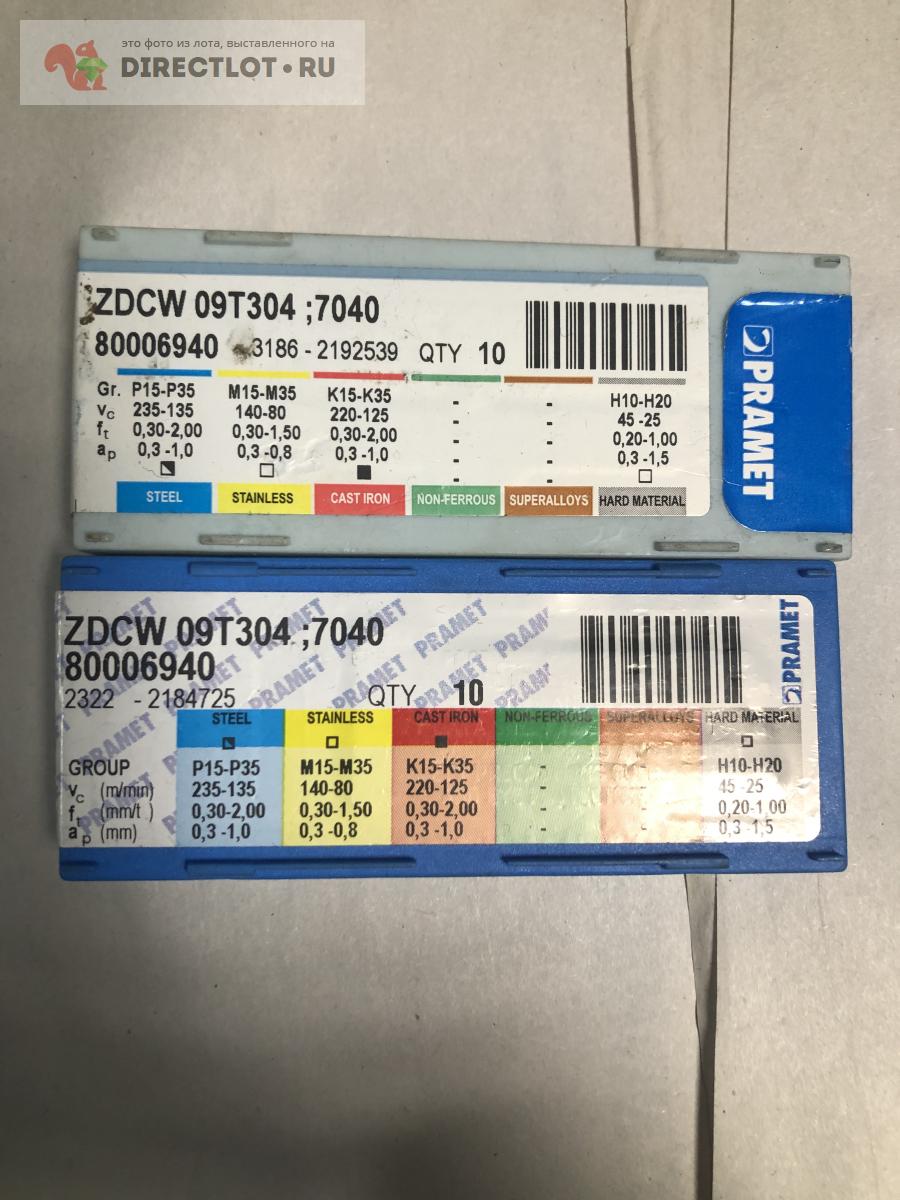 это фото из лота, выставленного на
DIRECTLOT.RU
ZDCW 09T304 ;7040
80006940 3186 - 2192539 QTY 10
PRAMET
Gr. P15-P35 M15-M35 K15-K35 - - H10-H20
vc 235-135 140-80 220-125 - - 45 -25
ft 0,30-2,00 0,30-1,50 0,30-2,00 - - 0,20-1,00
ap 0,3 -1,0 0,3 -0,8 0,3 -1,0 - - 0,3 -1,5
STEEL STAINLESS CAST IRON NON-FERROUS SUPERALLOYS HARD MATERIAL
ZDCW 09T304 ;7040
80006940
2322 - 2184725 QTY 10
PRAMET
PRAMET PRAMET PRAMET PRAMET
STEEL STAINLESS CAST IRON NON-FERROUS SUPERALLOYS HARD MATERIAL
GROUP P15-P35 M15-M35 K15-K35 - - H10-H20
vc (m/min) 235-135 140-80 220-125 - - 45 -25
ft (mm/t ) 0,30-2,00 0,30-1,50 0,30-2,00 - - 0,20-1,00
ap (mm) 0,3 -1,0 0,3 -0,8 0,3 -1,0 - - 0,3 -1,5